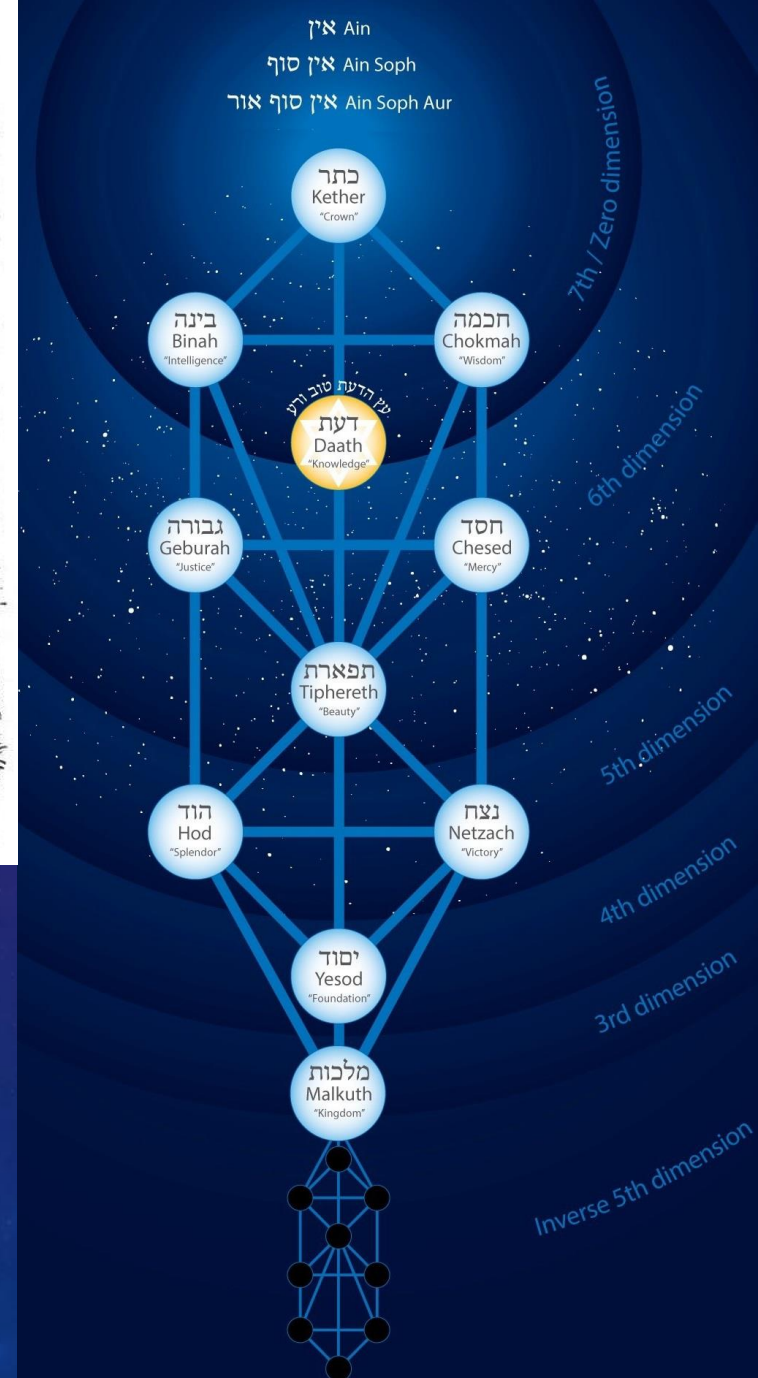 אין Ain
אין סוף Ain Soph
אין סוף אור Ain Soph Aur
7th / Zero dimension
כתר
Kether
"Crown"
בינה
Binah
"Intelligence"
חכמה
Chokmah
"Wisdom"
עץ הדעת טוב ורע
דעת
Daath
"Knowledge"
6th dimension
גבורה
Geburah
"Justice"
חסד
Chesed
"Mercy"
תפארת
Tiphereth
"Beauty"
5th dimension
הוד
Hod
"Splendor"
נצח
Netzach
"Victory"
4th dimension
יסוד
Yesod
"Foundation"
3rd dimension
מלכות
Malkuth
"Kingdom"
Inverse 5th dimension